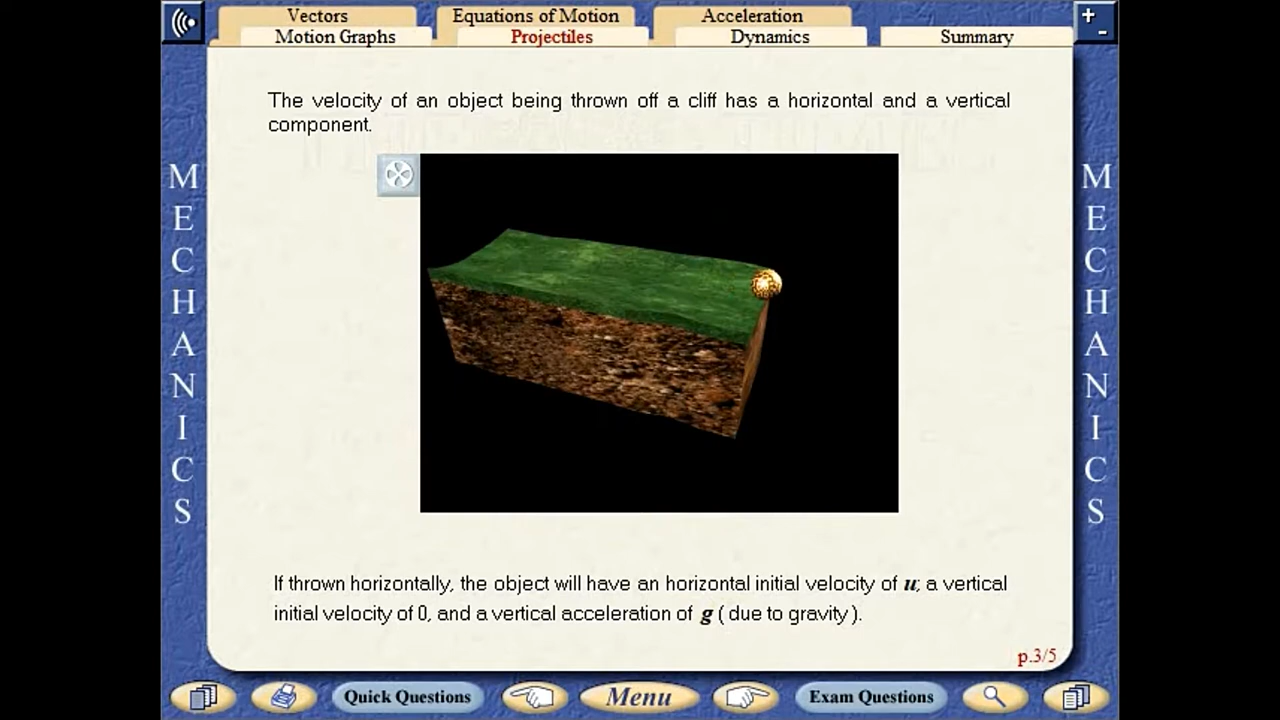 Vectors
Equations of Motion
Acceleration
Motion Graphs
Projectiles
Dynamics
Summary
+
-
The velocity of an object being thrown off a cliff has a horizontal and a vertical
component.
MECHANICS
MECHANICS
If thrown horizontally, the object will have an horizontal initial velocity of u, a vertical
initial velocity of 0, and a vertical acceleration of g ( due to gravity ).
p.3/5
Quick Questions
Menu
Exam Questions